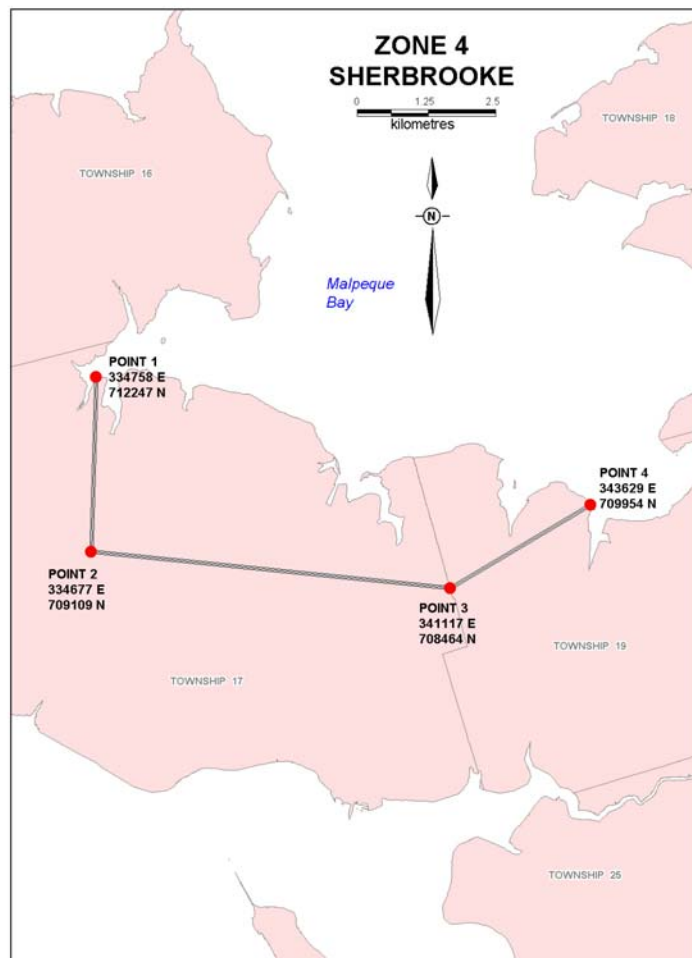 ZONE 4
SHERBROOKE
0 1.25 2.5
kilometres
TOWNSHIP 18
TOWNSHIP 16
N
Malpeque
Bay
POINT 1
334758 E
712247 N
POINT 4
343629 E
709954 N
POINT 2
334677 E
709109 N
POINT 3
341117 E
708464 N
TOWNSHIP 19
TOWNSHIP 17
TOWNSHIP 25